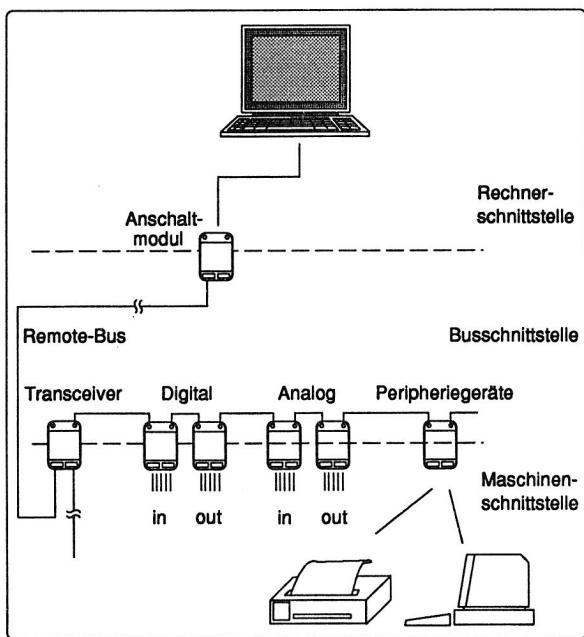 Rechner-
schnittstelle
Anschalt-
modul
Remote-Bus
Busschnittstelle
Transceiver
Digital
Analog
Peripheriegeräte
Maschinen-
schnittstelle
in
out
in
out